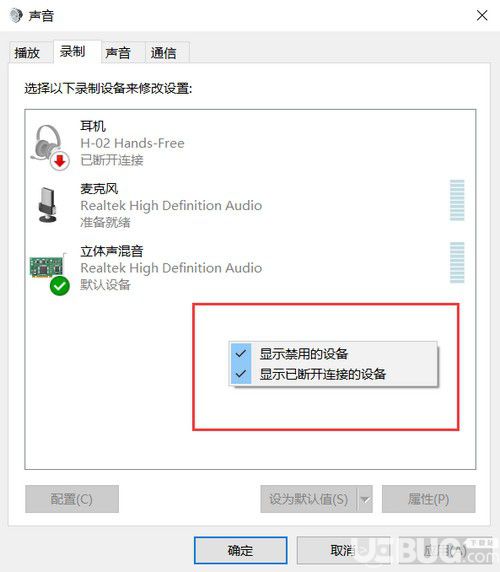 声音
播放 录制 声音 通信
选择以下录制设备来修改设置:
耳机
H-02 Hands-Free
已断开连接
麦克风
Realtek High Definition Audio
准备就绪
立体声混音
Realtek High Definition Audio
默认设备
显示禁用的设备
显示已断开连接的设备
配置(C) 设为默认值(S) 属性(P)
确定 取消 应用(A)
UCBUG.CC